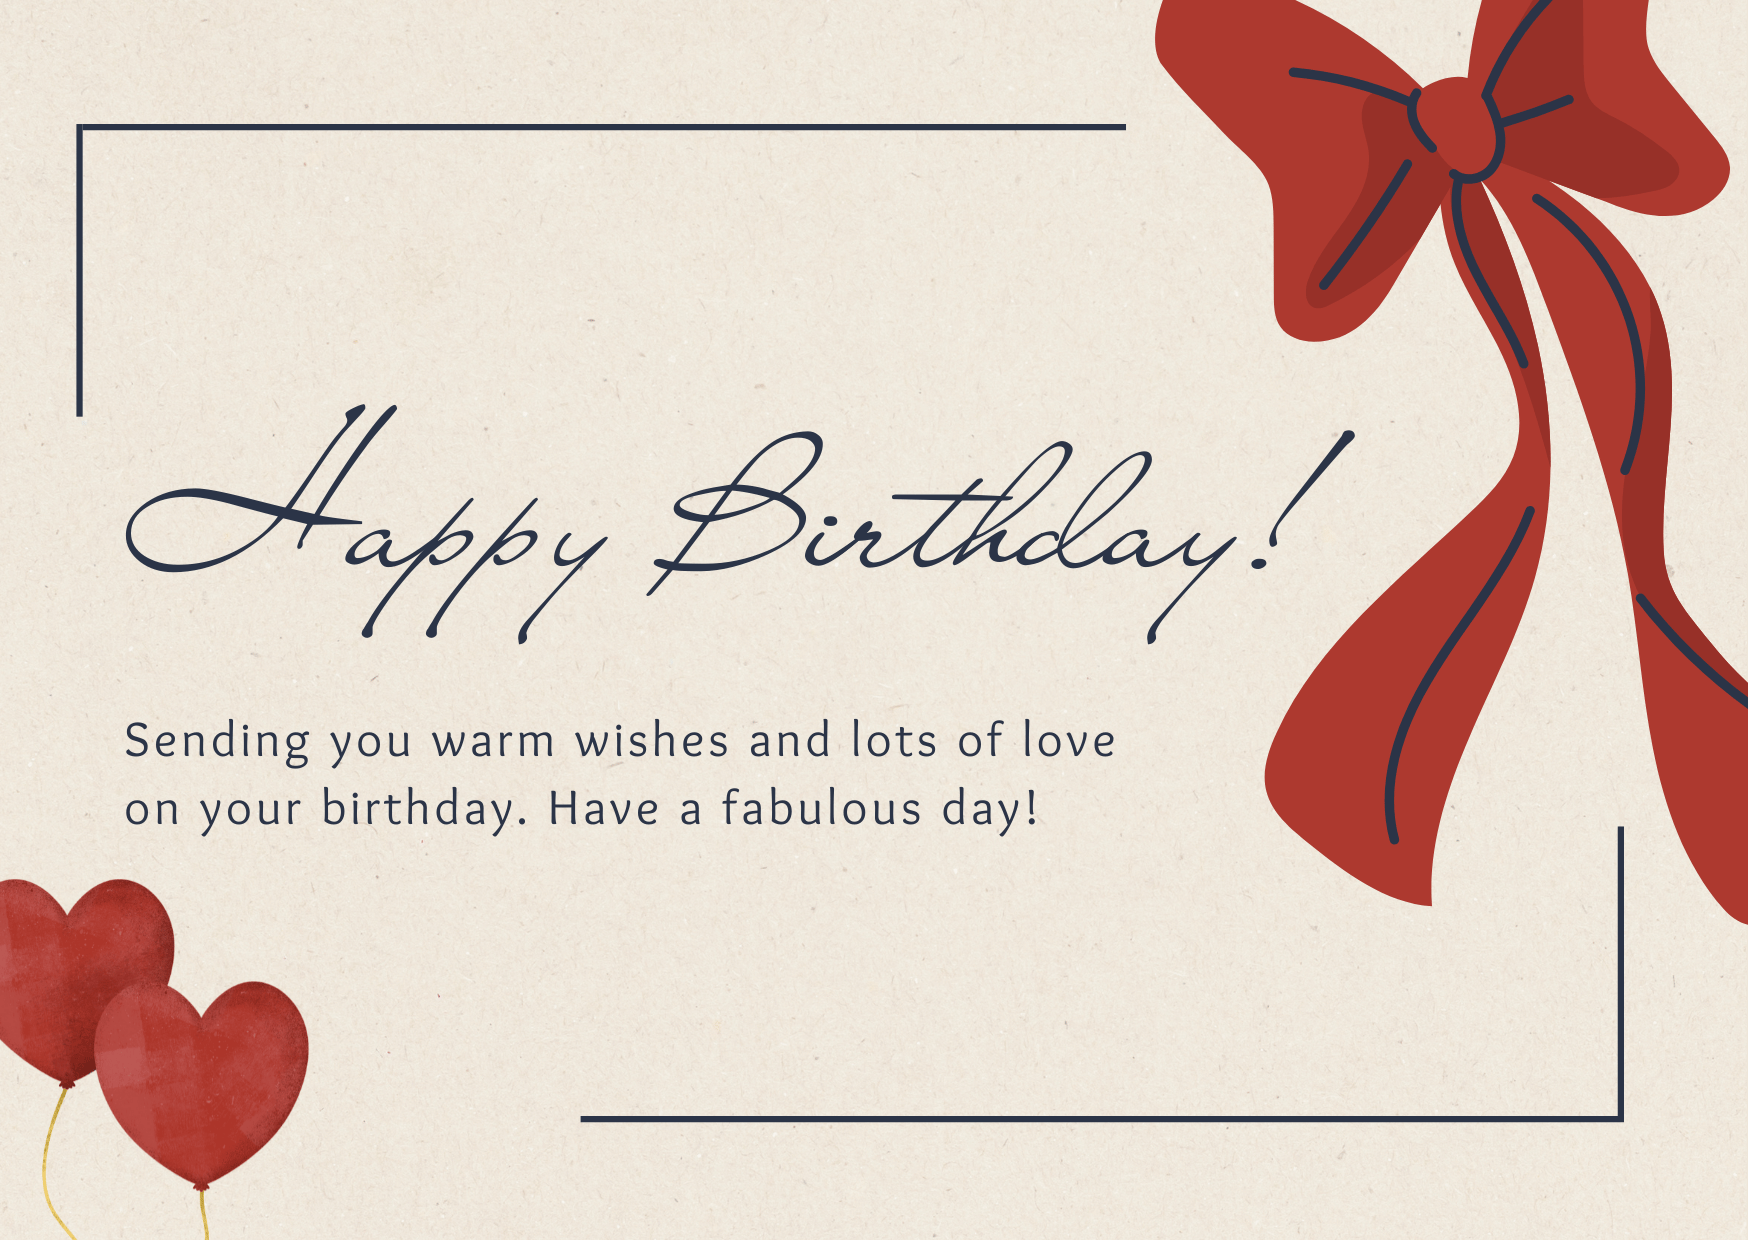 Happy Birthday!
Sending you warm wishes and lots of love
on your birthday. Have a fabulous day!